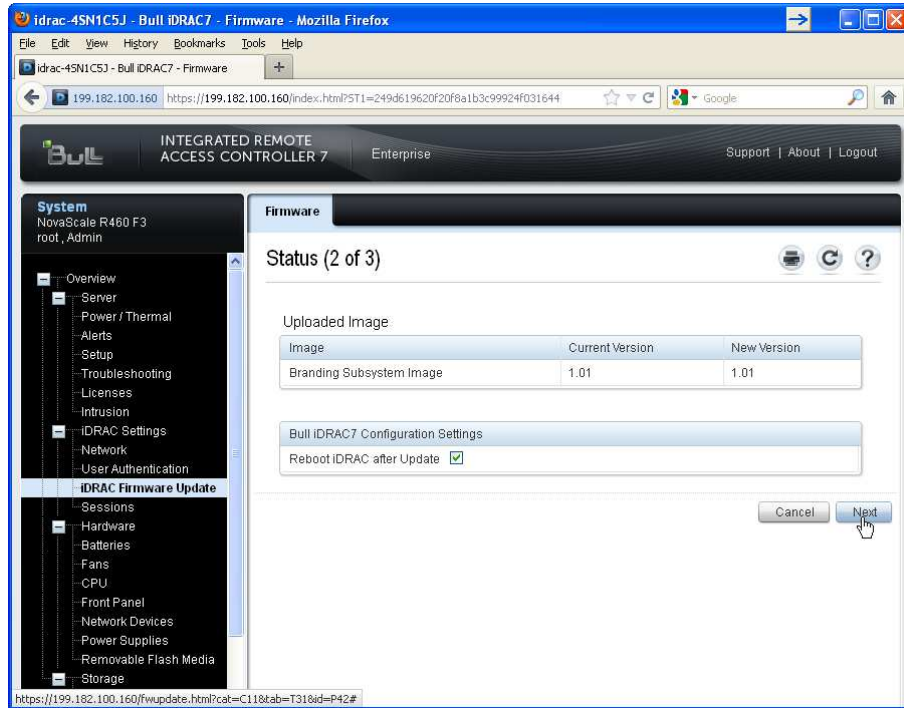 idrac-4SN1C5J - Bull iDRAC7 - Firmware - Mozilla Firefox
File Edit View History Bookmarks Tools Help
idrac-4SN1C5J - Bull iDRAC7 - Firmware
199.182.100.160 https://199.182.100.160/index.html?ST1=249d619620f20f8a1b3c99924f031644 Google
Bull INTEGRATED REMOTE
ACCESS CONTROLLER 7 Enterprise Support | About | Logout
System
NovaScale R460 F3
root , Admin
Overview
Server
Power / Thermal
Alerts
Setup
Troubleshooting
Licenses
Intrusion
iDRAC Settings
Network
User Authentication
iDRAC Firmware Update
Sessions
Hardware
Batteries
Fans
CPU
Front Panel
Network Devices
Power Supplies
Removable Flash Media
Storage
Firmware
Status (2 of 3)
Uploaded Image
Image Current Version New Version
Branding Subsystem Image 1.01 1.01
Bull iDRAC7 Configuration Settings
Reboot iDRAC after Update
Cancel Next
https://199.182.100.160/fwupdate.html?cat=C11&tab=T31&id=P42#